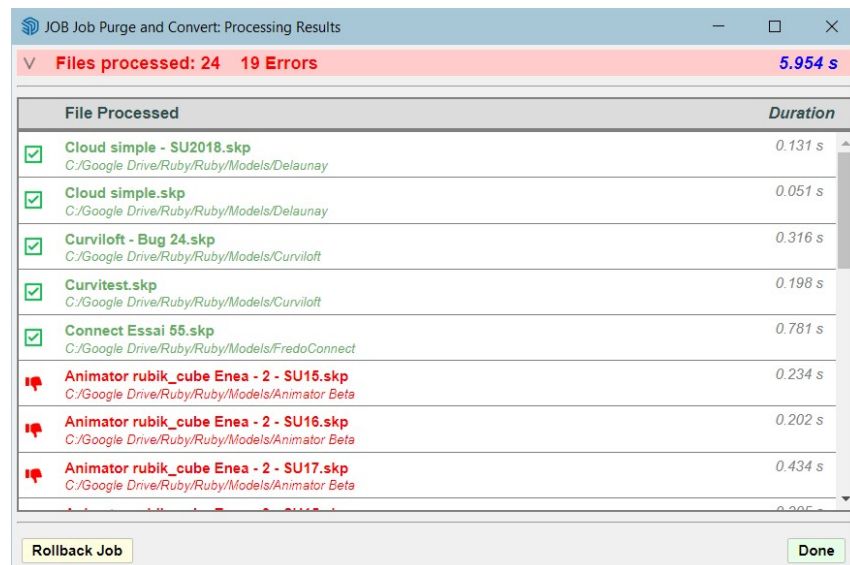 JOB Job Purge and Convert: Processing Results
Files processed: 24 19 Errors 5.954 s
File Processed Duration
Cloud simple - SU2018.skp 0.131 s
C:/Google Drive/Ruby/Ruby/Models/Delaunay
Cloud simple.skp 0.051 s
C:/Google Drive/Ruby/Ruby/Models/Delaunay
Curviloft - Bug 24.skp 0.316 s
C:/Google Drive/Ruby/Ruby/Models/Curviloft
Curvitest.skp 0.198 s
C:/Google Drive/Ruby/Ruby/Models/Curviloft
Connect Essai 55.skp 0.781 s
C:/Google Drive/Ruby/Ruby/Models/FredoConnect
Animator rubik_cube Enea - 2 - SU15.skp 0.234 s
C:/Google Drive/Ruby/Ruby/Models/Animator Beta
Animator rubik_cube Enea - 2 - SU16.skp 0.202 s
C:/Google Drive/Ruby/Ruby/Models/Animator Beta
Animator rubik_cube Enea - 2 - SU17.skp 0.434 s
C:/Google Drive/Ruby/Ruby/Models/Animator Beta
Rollback Job Done